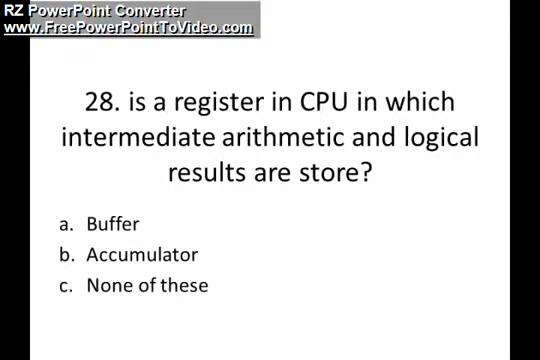 RZ PowerPoint Converter
www.FreePowerPointToVideo.com
28. is a register in CPU in which
intermediate arithmetic and logical
results are store?
a. Buffer
b. Accumulator
c. None of these